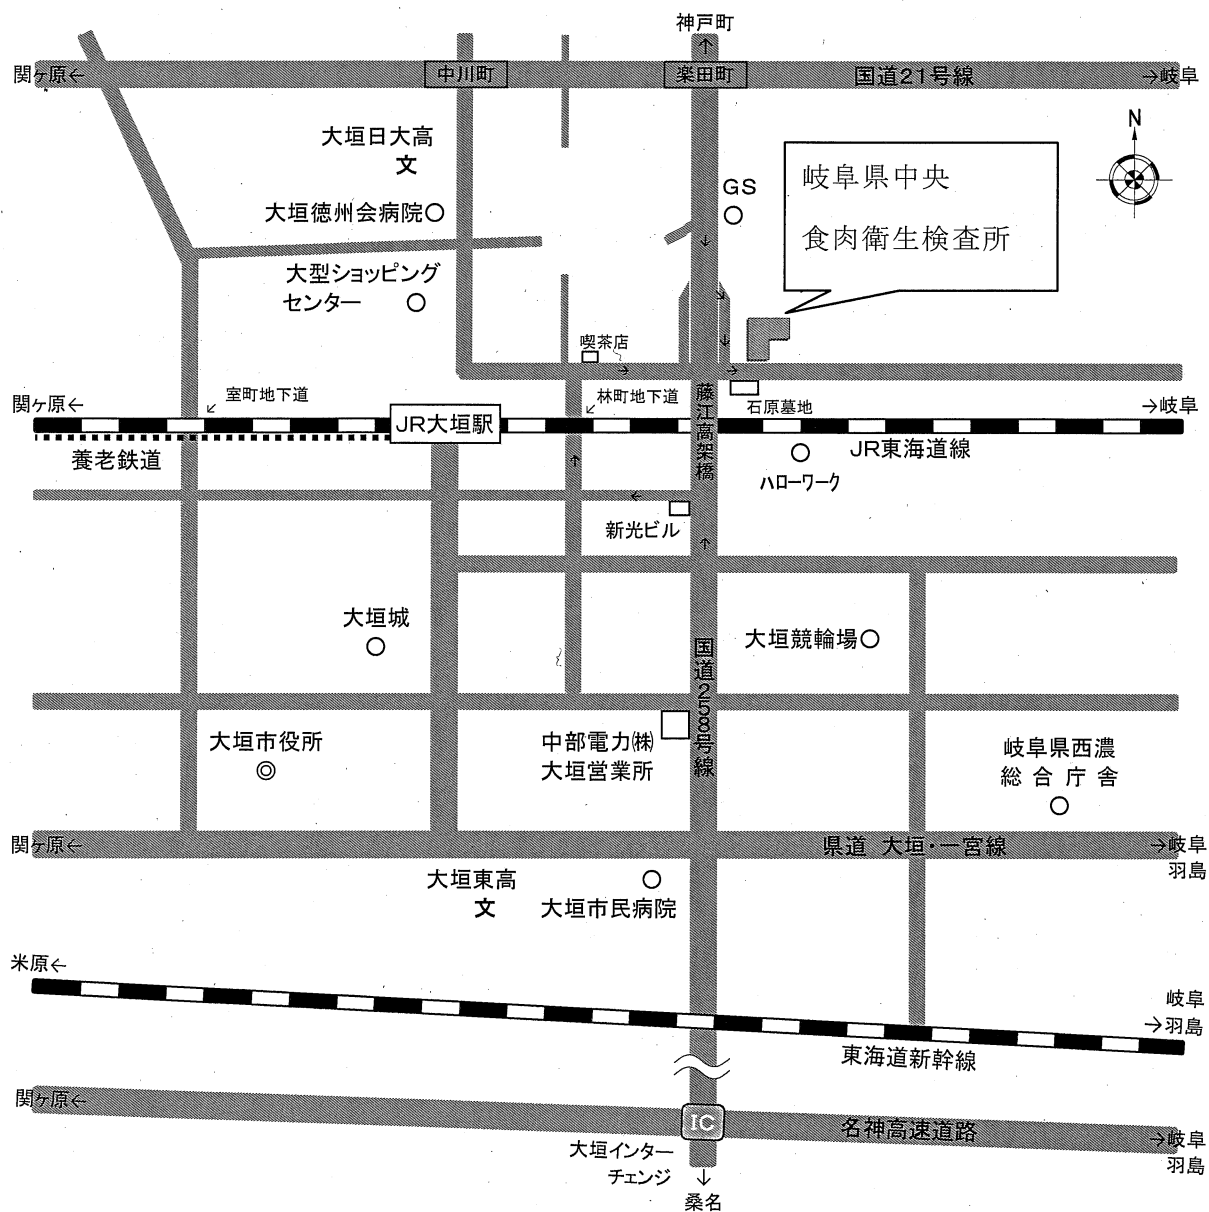 神戸町
関ヶ原←
中川町
楽田町
国道21号線
→岐阜
N
大垣日大高
文
岐阜県中央
食肉衛生検査所
GS
大垣徳州会病院
大型ショッピング
センター
喫茶店
室町地下道
林町地下道
関ヶ原←
→岐阜
JR大垣駅
藤江高架橋
石原墓地
JR東海道線
養老鉄道
ハローワーク
新光ビル
大垣城
大垣競輪場
国道258号線
大垣市役所
中部電力㈱
大垣営業所
岐阜県西濃
総合庁舎
関ヶ原←
県道 大垣・一宮線
→岐阜
羽島
大垣東高
文
大垣市民病院
米原←
岐阜
→羽島
東海道新幹線
関ヶ原←
IC
名神高速道路
→岐阜
羽島
大垣インター
チェンジ
桑名